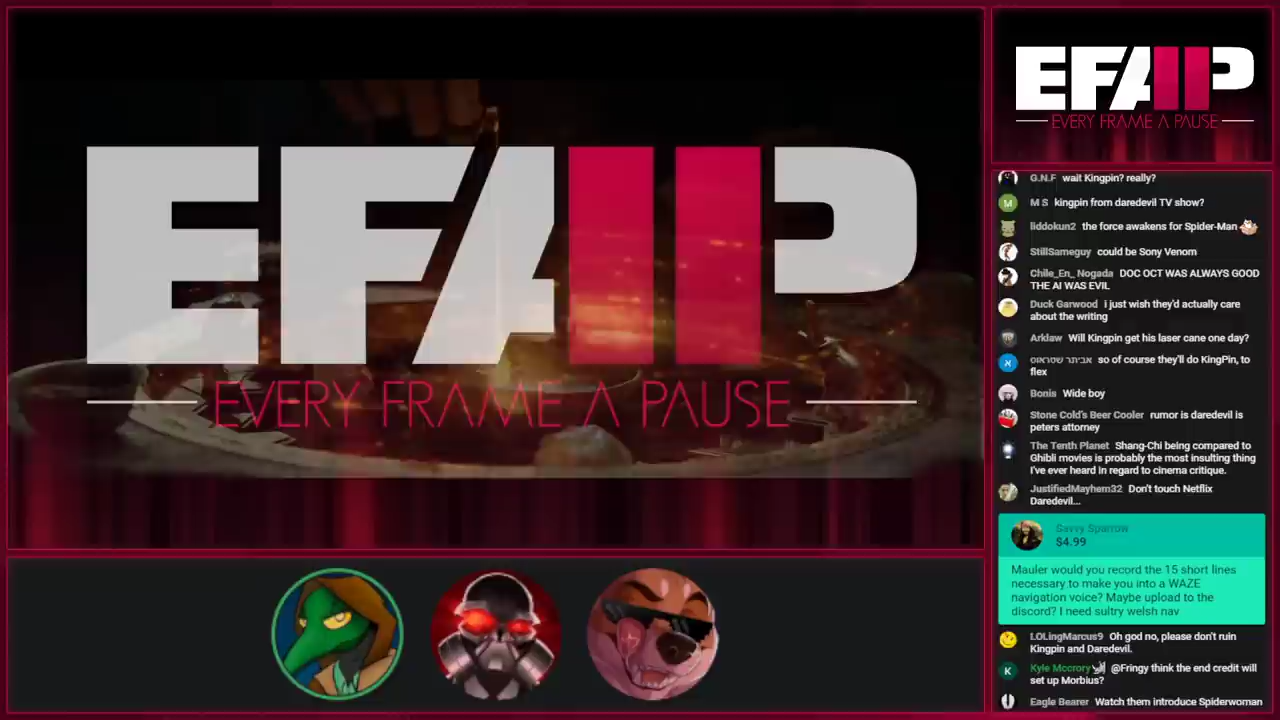 EFAP
EVERY FRAME A PAUSE
EFAP
EVERY FRAME A PAUSE
G.N.F wait Kingpin? really?
M S kingpin from daredevil TV show?
liddokun2 the force awakens for Spider-Man
StillSameguy could be Sony Venom
Chile_En_ Nogada DOC OCT WAS ALWAYS GOOD
THE AI WAS EVIL
Duck Garwood i just wish they'd actually care
about the writing
Arklaw Will Kingpin get his laser cane one day?
אביתר שטראוס so of course they'll do KingPin, to
flex
Bonis Wide boy
Stone Cold's Beer Cooler rumor is daredevil is
peters attorney
The Tenth Planet Shang-Chi being compared to
Ghibli movies is probably the most insulting thing
I've ever heard in regard to cinema critique.
JustifiedMayhem32 Don't touch Netflix
Daredevil...
Savvy Sparrow
$4.99
Mauler would you record the 15 short lines
necessary to make you into a WAZE
navigation voice? Maybe upload to the
discord? I need sultry welsh nav
LOLingMarcus9 Oh god no, please don't ruin
Kingpin and Daredevil.
K
Kyle Mccrory @Fringy think the end credit will
set up Morbius?
Eagle Bearer Watch them introduce Spiderwoman